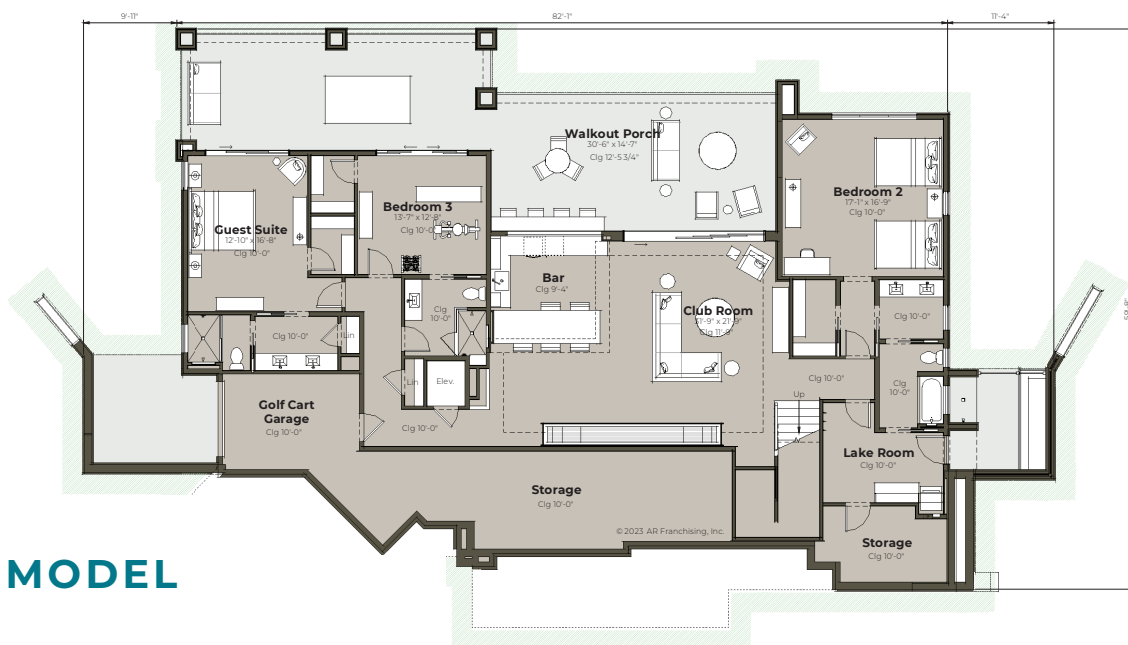 9'-11"
82'-1"
11'-4"
Walkout Porch
30'-6" x 14'-7"
Clg 12'-5 3/4"
Bedroom 2
17'-1" x 16'-9"
Clg 10'-0"
Bedroom 3
13'-7" x 12'-8"
Clg 10'-0"
Guest Suite
12'-10" x 16'-8"
Clg 10'-0"
Bar
Clg 9'-4"
Club Room
Clg
10'-0"
Clg 10'-0"
Clg 10'-0"
Lin
Lin
Elev.
Clg 10'-0"
Clg
10'-0"
Up
Golf Cart
Garage
Clg 10'-0"
Clg 10'-0"
Lake Room
Clg 10'-0"
Storage
Clg 10'-0"
© 2023 AR Franchising, Inc.
Storage
Clg 10'-0"
MODEL